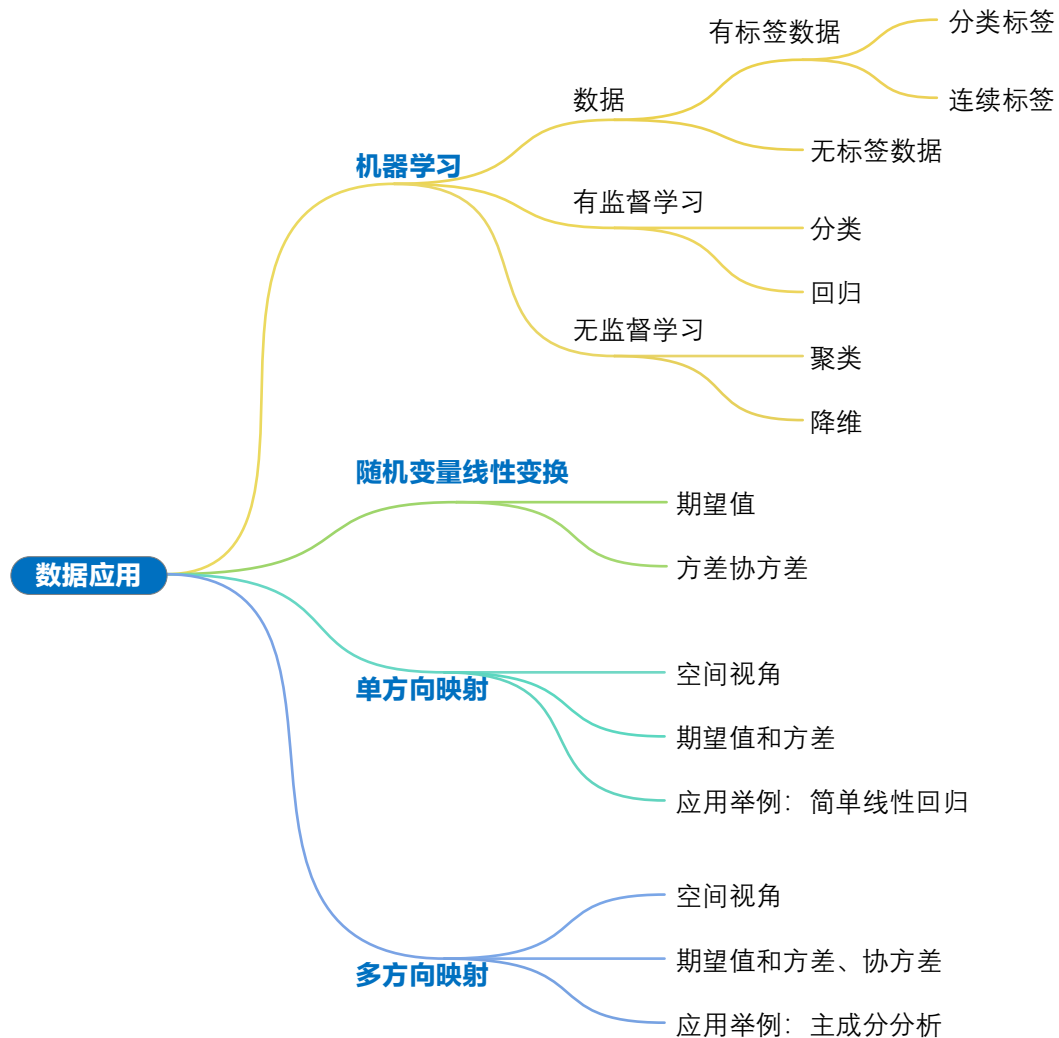 数据应用
机器学习
数据
有标签数据
分类标签
连续标签
无标签数据
有监督学习
分类
回归
无监督学习
聚类
降维
随机变量线性变换
期望值
方差协方差
单方向映射
空间视角
期望值和方差
应用举例：简单线性回归
多方向映射
空间视角
期望值和方差、协方差
应用举例：主成分分析